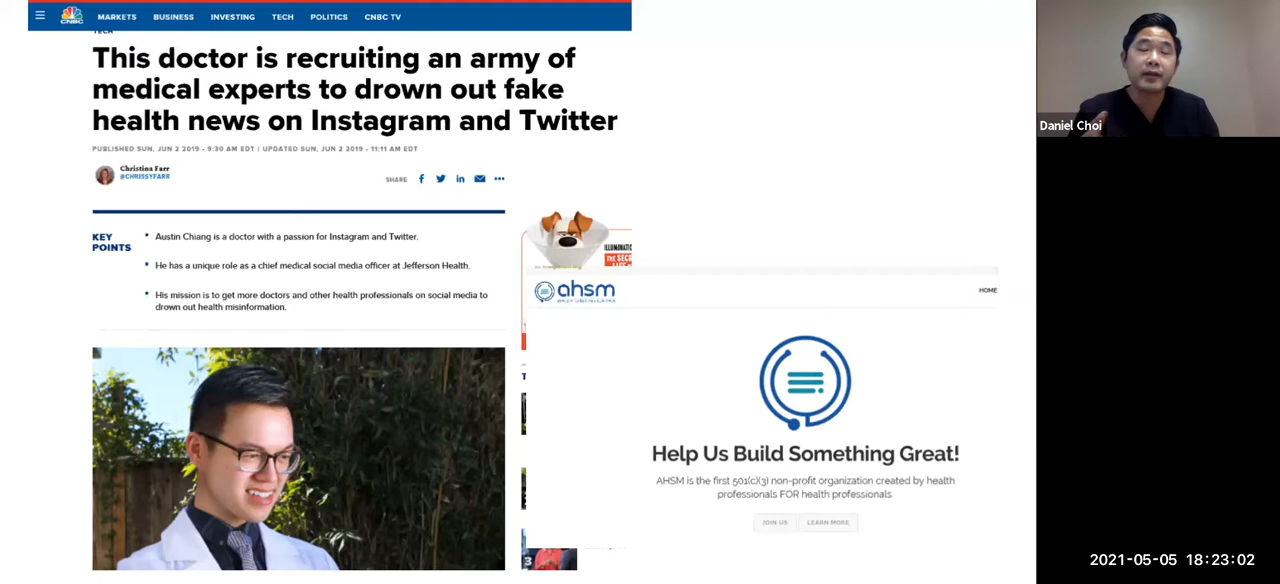 CNBC
MARKETS BUSINESS INVESTING TECH POLITICS CNBC TV
TECH
This doctor is recruiting an army of
medical experts to drown out fake
health news on Instagram and Twitter
PUBLISHED SUN, JUN 2 2019 • 9:30 AM EDT | UPDATED SUN, JUN 2 2019 • 11:11 AM EDT
Christina Farr
@CHRISSYFARR
SHARE
KEY
POINTS
Austin Chiang is a doctor with a passion for Instagram and Twitter.
He has a unique role as a chief medical social media officer at Jefferson Health.
His mission is to get more doctors and other health professionals on social media to
drown out health misinformation.
THE SECR
ahsm
HOME
Help Us Build Something Great!
AHSM is the first 501(c)(3) non-profit organization created by health
professionals FOR health professionals.
JOIN US LEARN MORE
T
3
Daniel Choi
2021-05-05 18:23:02